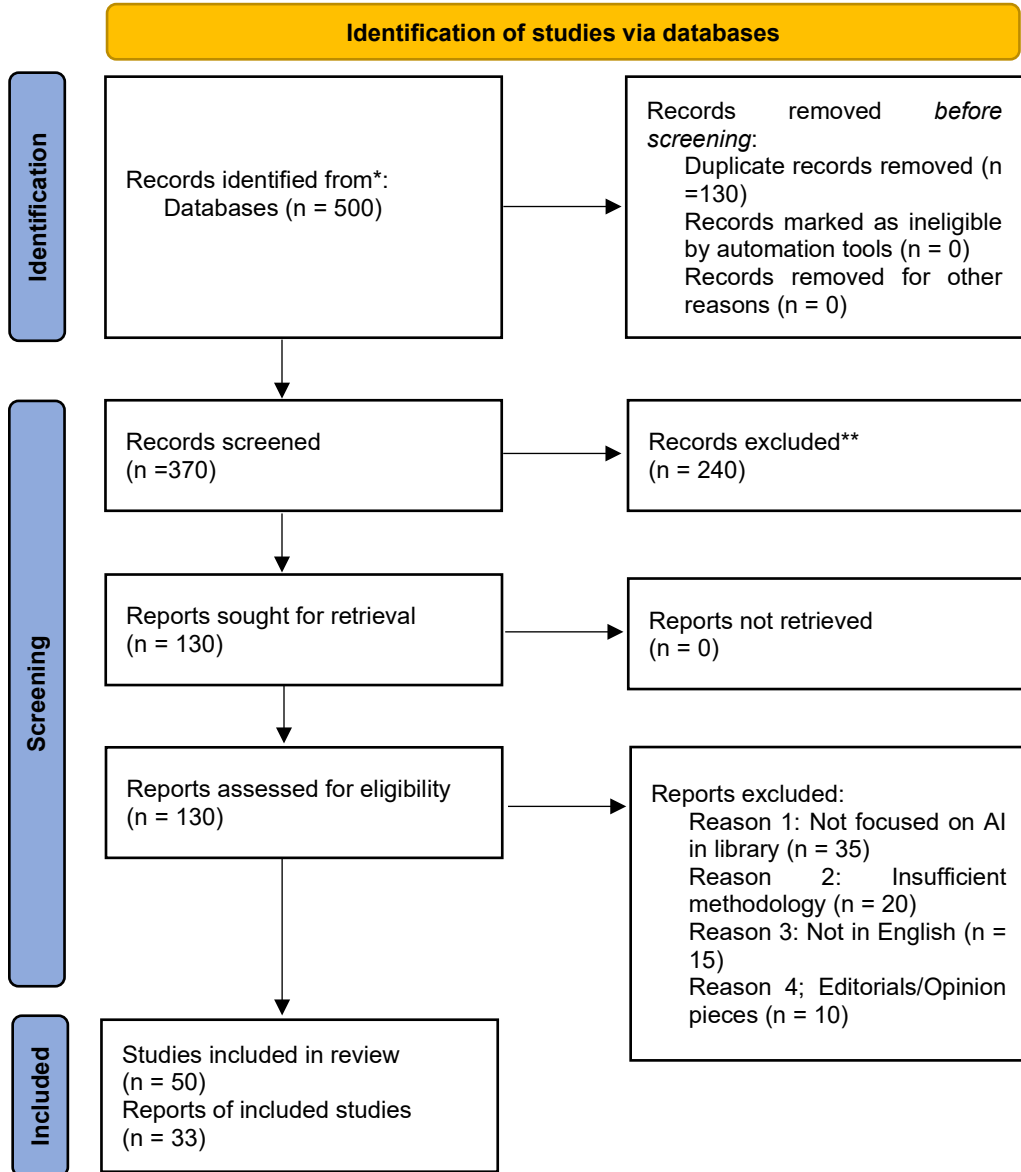 Identification of studies via databases
Identification
Records identified from*:
Databases (n = 500)
Records removed before
screening:
Duplicate records removed (n
=130)
Records marked as ineligible
by automation tools (n = 0)
Records removed for other
reasons (n = 0)
Screening
Records screened
(n =370)
Records excluded**
(n = 240)
Reports sought for retrieval
(n = 130)
Reports not retrieved
(n = 0)
Reports assessed for eligibility
(n = 130)
Reports excluded:
Reason 1: Not focused on AI
in library (n = 35)
Reason 2: Insufficient
methodology (n = 20)
Reason 3: Not in English (n =
15)
Reason 4; Editorials/Opinion
pieces (n = 10)
Included
Studies included in review
(n = 50)
Reports of included studies
(n = 33)